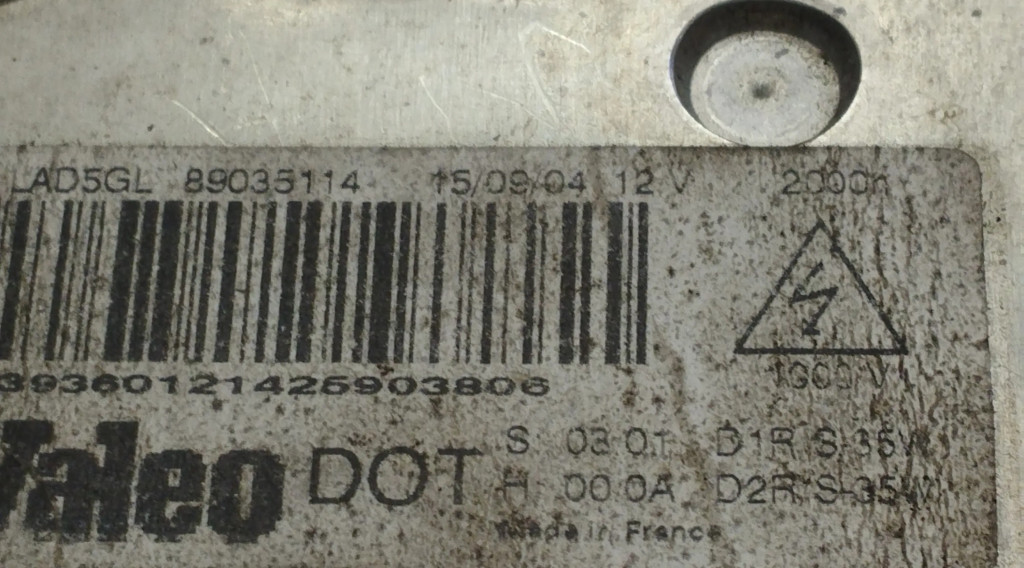 LAD5GL 89035114 15/09/04 12 V 2000h
39360121425903806
Valeo DOT
S: 03.01 D1R/S-35W
H: 00.0A D2R/S-35W
Made in France